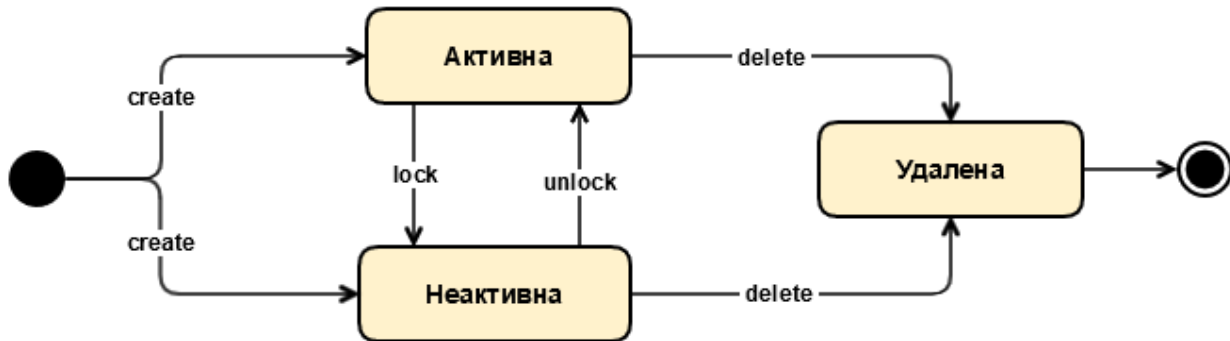 Активна
delete
create
Удалена
lock
unlock
create
Неактивна
delete